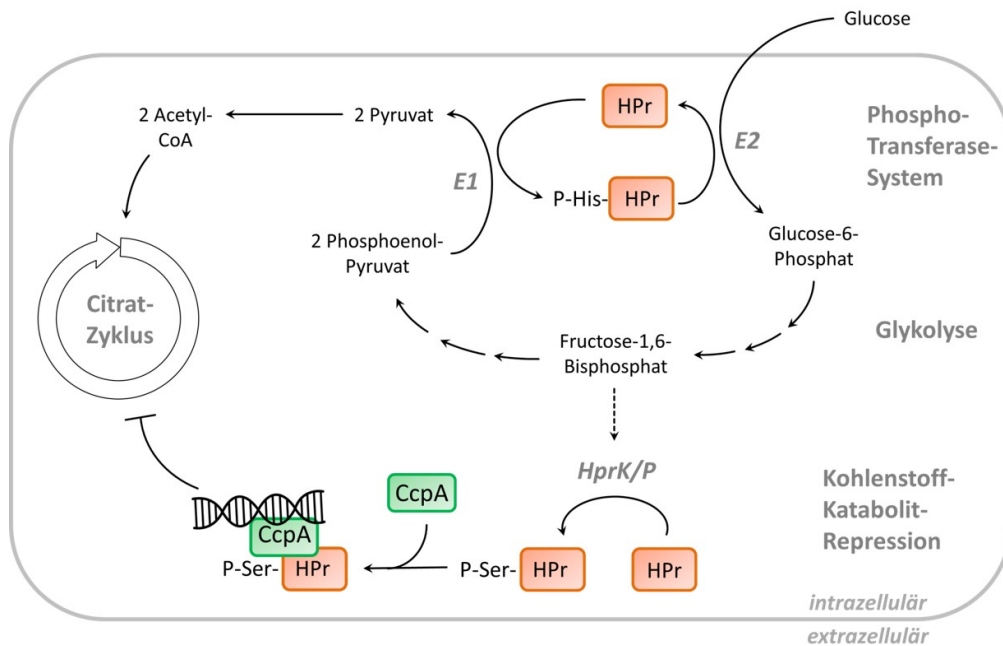 Glucose
2 Acetyl-
CoA
2 Pyruvat
HPr
E1
E2
P-His-
HPr
Phospho-
Transferase-
System
2 Phosphoenol-
Pyruvat
Glucose-6-
Phosphat
Citrat-
Zyklus
Fructose-1,6-
Bisphosphat
Glykolyse
HprK/P
CcpA
CcpA
P-Ser-
HPr
P-Ser-
HPr
HPr
Kohlenstoff-
Katabolit-
Repression
intrazellulär
extrazellulär